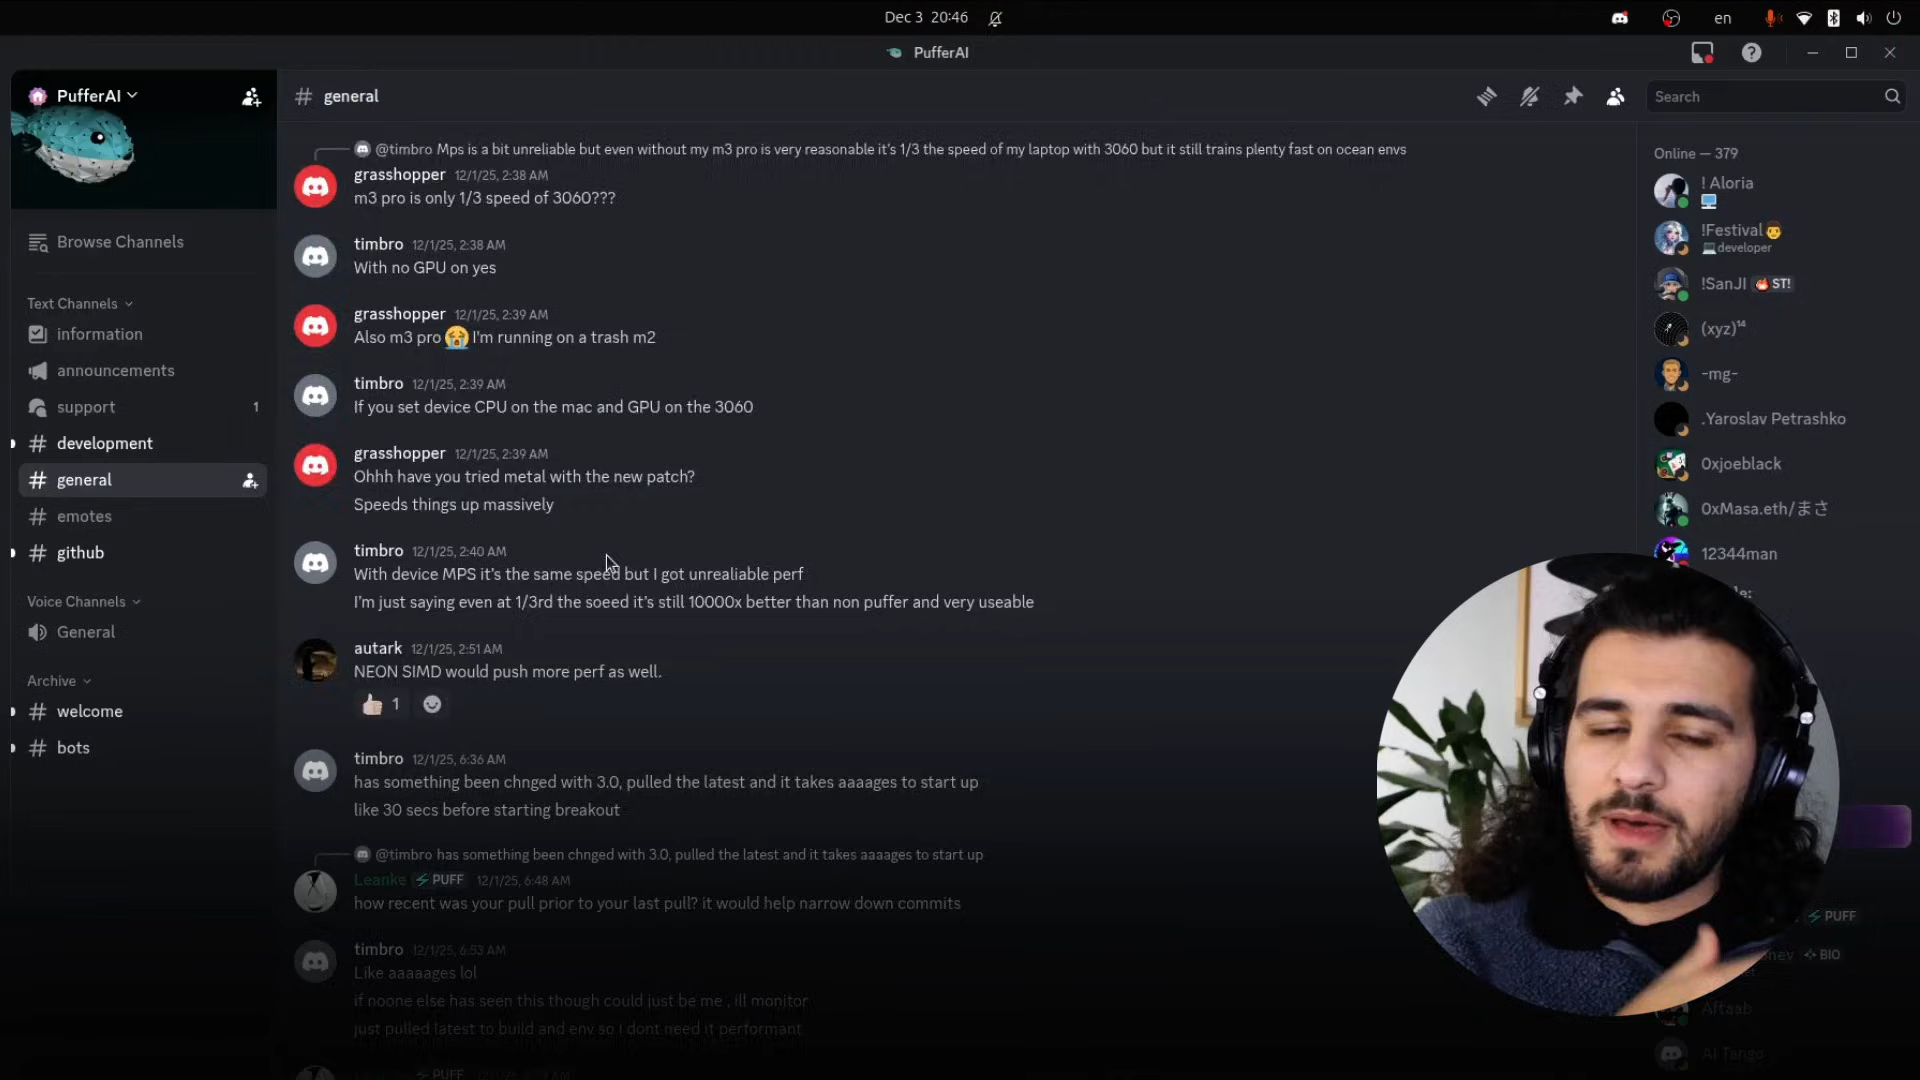 Dec 3 20:46
en
PufferAI
PufferAI
Browse Channels
Text Channels
information
announcements
support 1
# development
# general
# emotes
# github
Voice Channels
General
Archive
# welcome
# bots
# general
Search
@timbro Mps is a bit unreliable but even without my m3 pro is very reasonable it's 1/3 the speed of my laptop with 3060 but it still trains plenty fast on ocean envs
grasshopper 12/1/25, 2:38 AM
m3 pro is only 1/3 speed of 3060???
timbro 12/1/25, 2:38 AM
With no GPU on yes
grasshopper 12/1/25, 2:39 AM
Also m3 pro 😭 I'm running on a trash m2
timbro 12/1/25, 2:39 AM
If you set device CPU on the mac and GPU on the 3060
grasshopper 12/1/25, 2:39 AM
Ohhh have you tried metal with the new patch?
Speeds things up massively
timbro 12/1/25, 2:40 AM
With device MPS it's the same speed but I got unrealiable perf
I'm just saying even at 1/3rd the soeed it's still 10000x better than non puffer and very useable
autark 12/1/25, 2:51 AM
NEON SIMD would push more perf as well.
👍 1
timbro 12/1/25, 6:36 AM
has something been chnged with 3.0, pulled the latest and it takes aaaages to start up
like 30 secs before starting breakout
@timbro has something been chnged with 3.0, pulled the latest and it takes aaaages to start up
Leanke PUFF 12/1/25, 6:48 AM
how recent was your pull prior to your last pull? it would help narrow down commits
timbro 12/1/25, 6:53 AM
Like aaaaages lol
if noone else has seen this though could just be me , ill monitor
just pulled latest to build and env so I dont need it performant
PUFF
Online — 379
! Aloria
!Festival👨
💻developer
!SanJI 🔥 ST!
(xyz)¹⁴
-mg-
.Yaroslav Petrashko
0xjoeblack
0xMasa.eth/まさ
12344man
PUFF
BIO
Aftaab
AI Tango